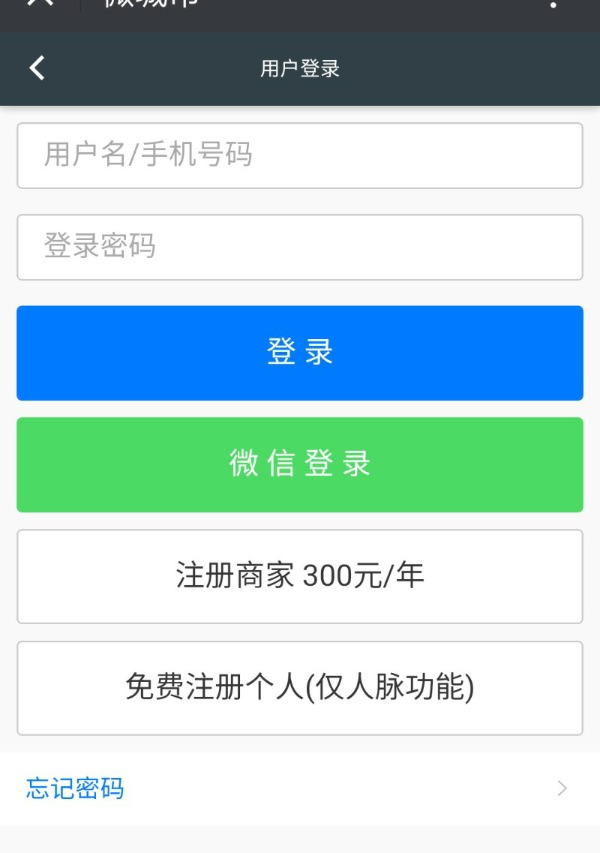 用户登录
用户名/手机号码
登录密码
登 录
微 信 登 录
注册商家 300元/年
免费注册个人(仅人脉功能)
忘记密码